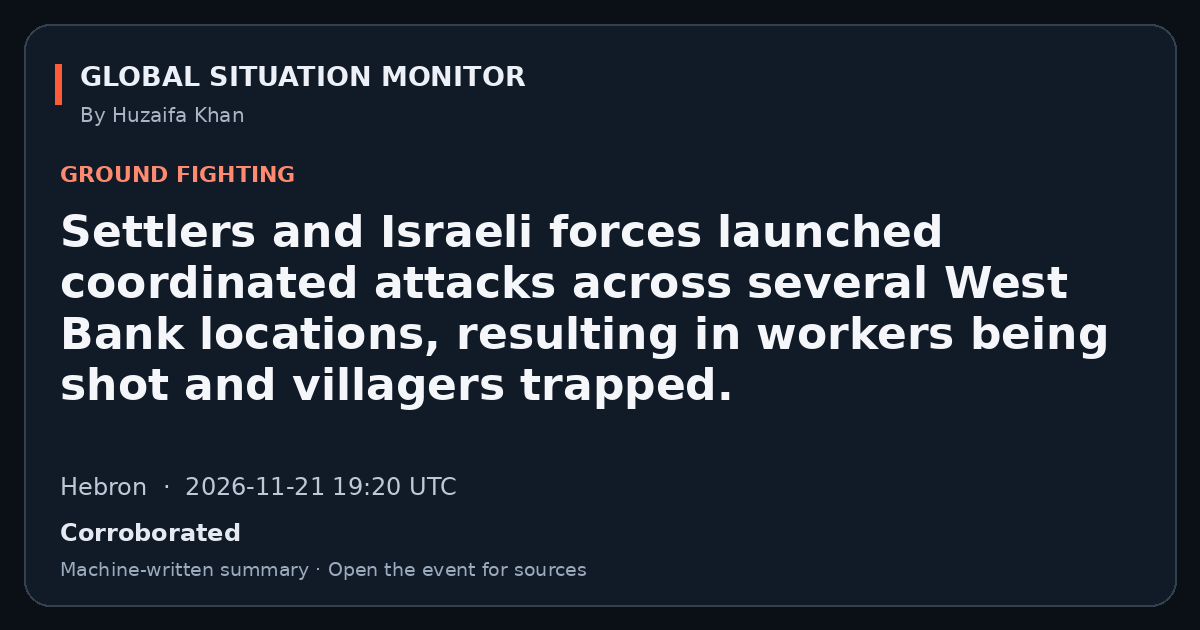 GLOBAL SITUATION MONITOR
By Huzaifa Khan
GROUND FIGHTING
Settlers and Israeli forces launched
coordinated attacks across several West
Bank locations, resulting in workers being
shot and villagers trapped.
Hebron · 2026-11-21 19:20 UTC
Corroborated
Machine-written summary · Open the event for sources